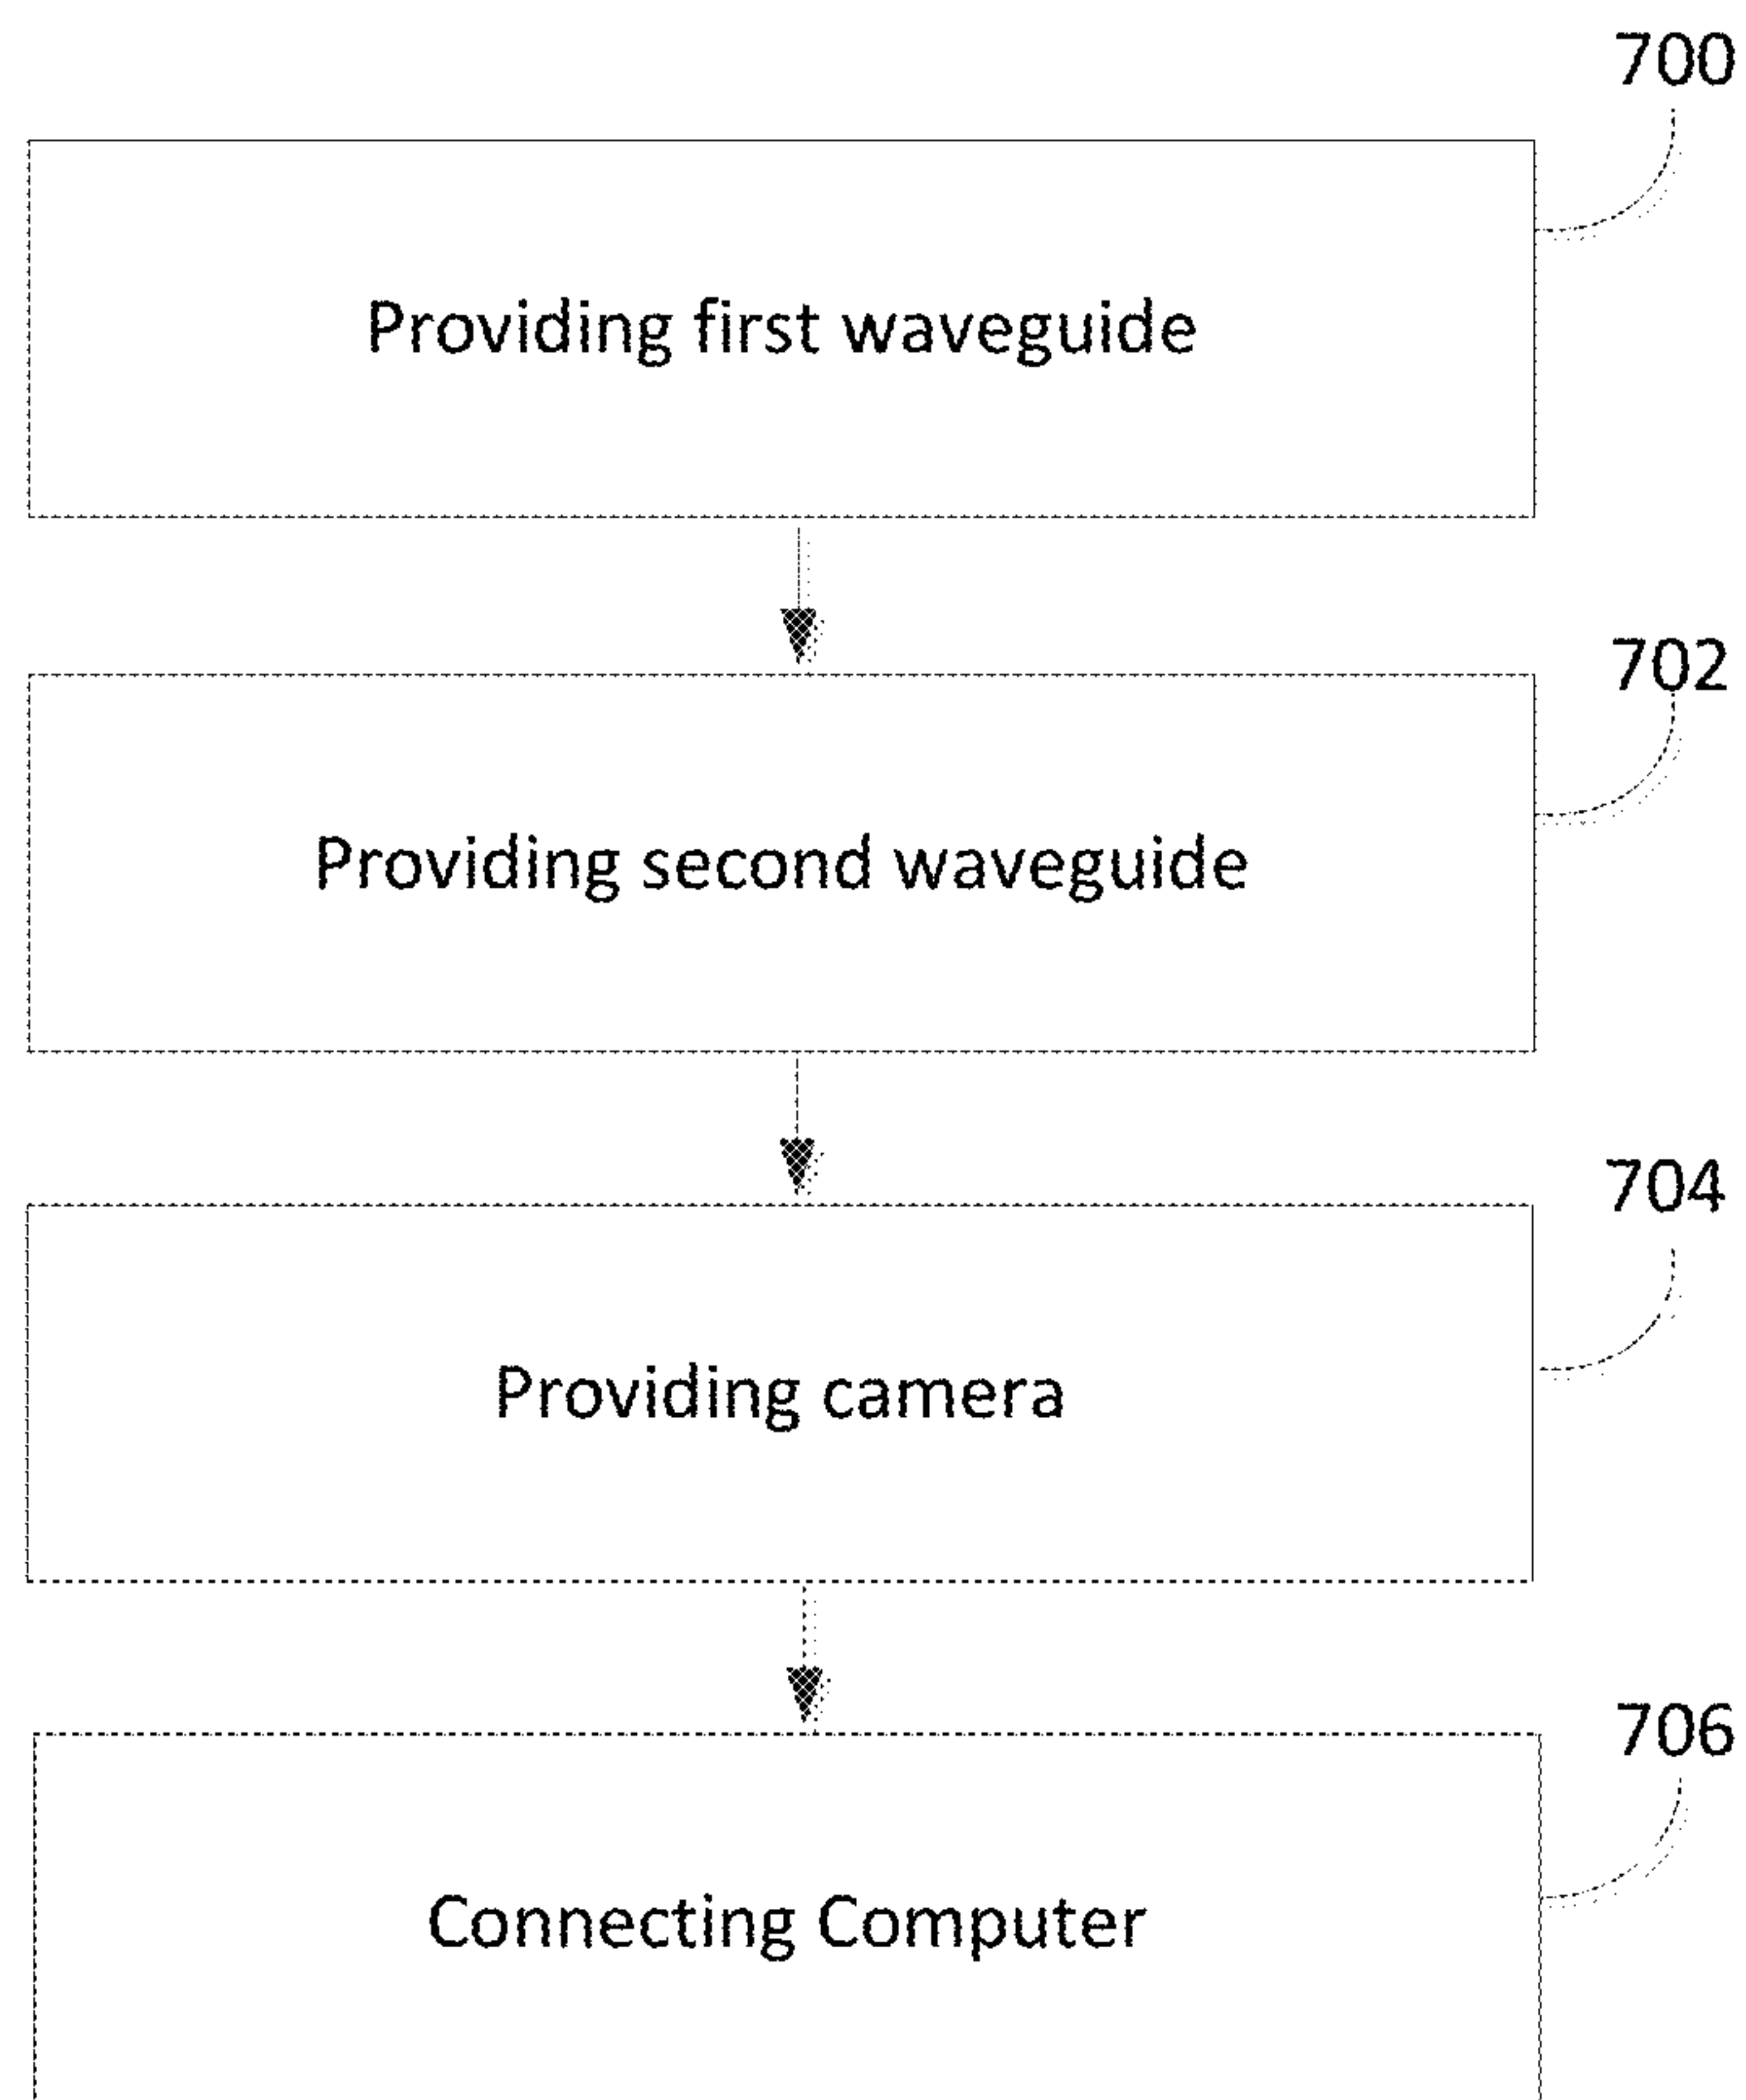 700
Providing first waveguide
702
Providing second waveguide
704
Providing camera
706
Connecting Computer